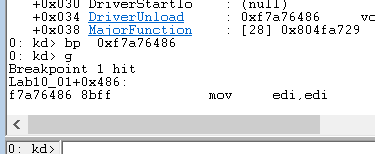 +0x030 DriverStartIo    : (null)
+0x034 DriverUnload     : 0xf7a76486     vo
+0x038 MajorFunction    : [28] 0x804fa729
0: kd> bp  0xf7a76486
0: kd> g
Breakpoint 1 hit
Lab10_01+0x486:
f7a76486 8bff            mov     edi,edi
0: kd>